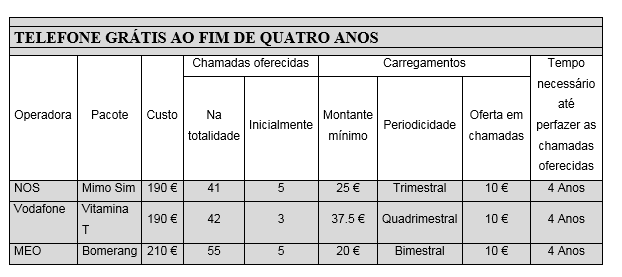 TELEFONE GRÁTIS AO FIM DE QUATRO ANOS
Operadora Pacote Custo Chamadas oferecidas Carregamentos Tempo necessário até perfazer as chamadas oferecidas
Na totalidade Inicialmente Montante mínimo Periodicidade Oferta em chamadas
NOS Mimo Sim 190 € 41 5 25 € Trimestral 10 € 4 Anos
Vodafone Vitamina T 190 € 42 3 37.5 € Quadrimestral 10 € 4 Anos
MEO Bomerang 210 € 55 5 20 € Bimestral 10 € 4 Anos